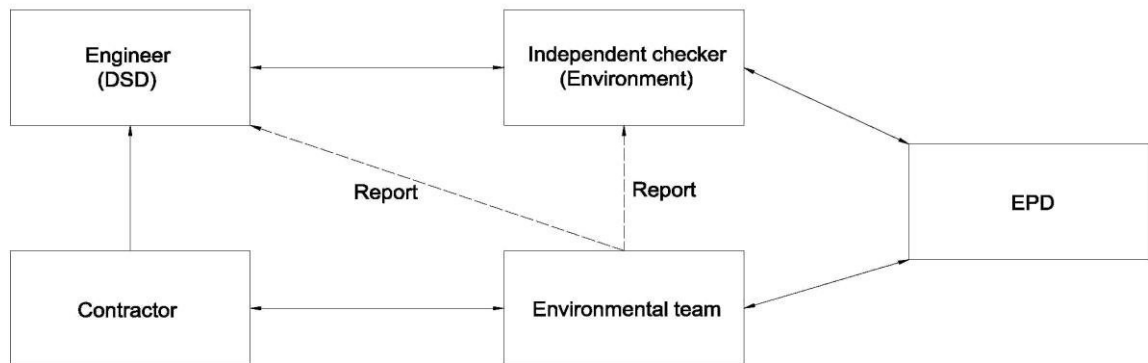 Engineer
(DSD)
Independent checker
(Environment)
Report
Report
EPD
Contractor
Environmental team